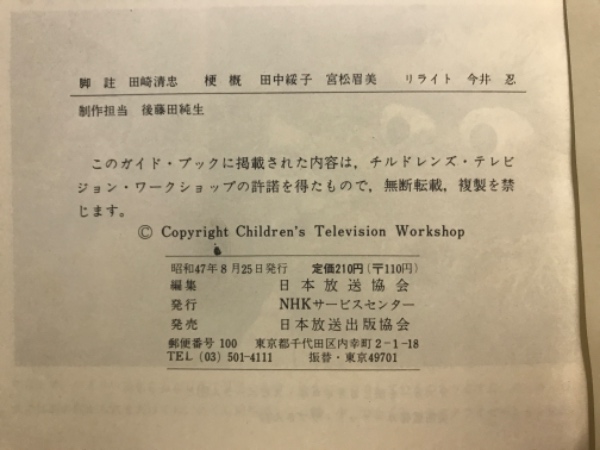 脚註 田崎清忠 梗概 田中綏子 宮松眉美 リライト 今井忍
制作担当 後藤田純生
このガイド・ブックに掲載された内容は，チルドレンズ・テレビ
ジョン・ワークショップの許諾を得たもので，無断転載，複製を禁
じます。
© Copyright Children's Television Workshop
昭和47年8月25日発行 定価210円(〒110円)
編集 日本放送協会
発行 NHKサービスセンター
発売 日本放送出版協会
郵便番号 100 東京都千代田区内幸町2-1-18
TEL (03) 501-4111 振替・東京49701